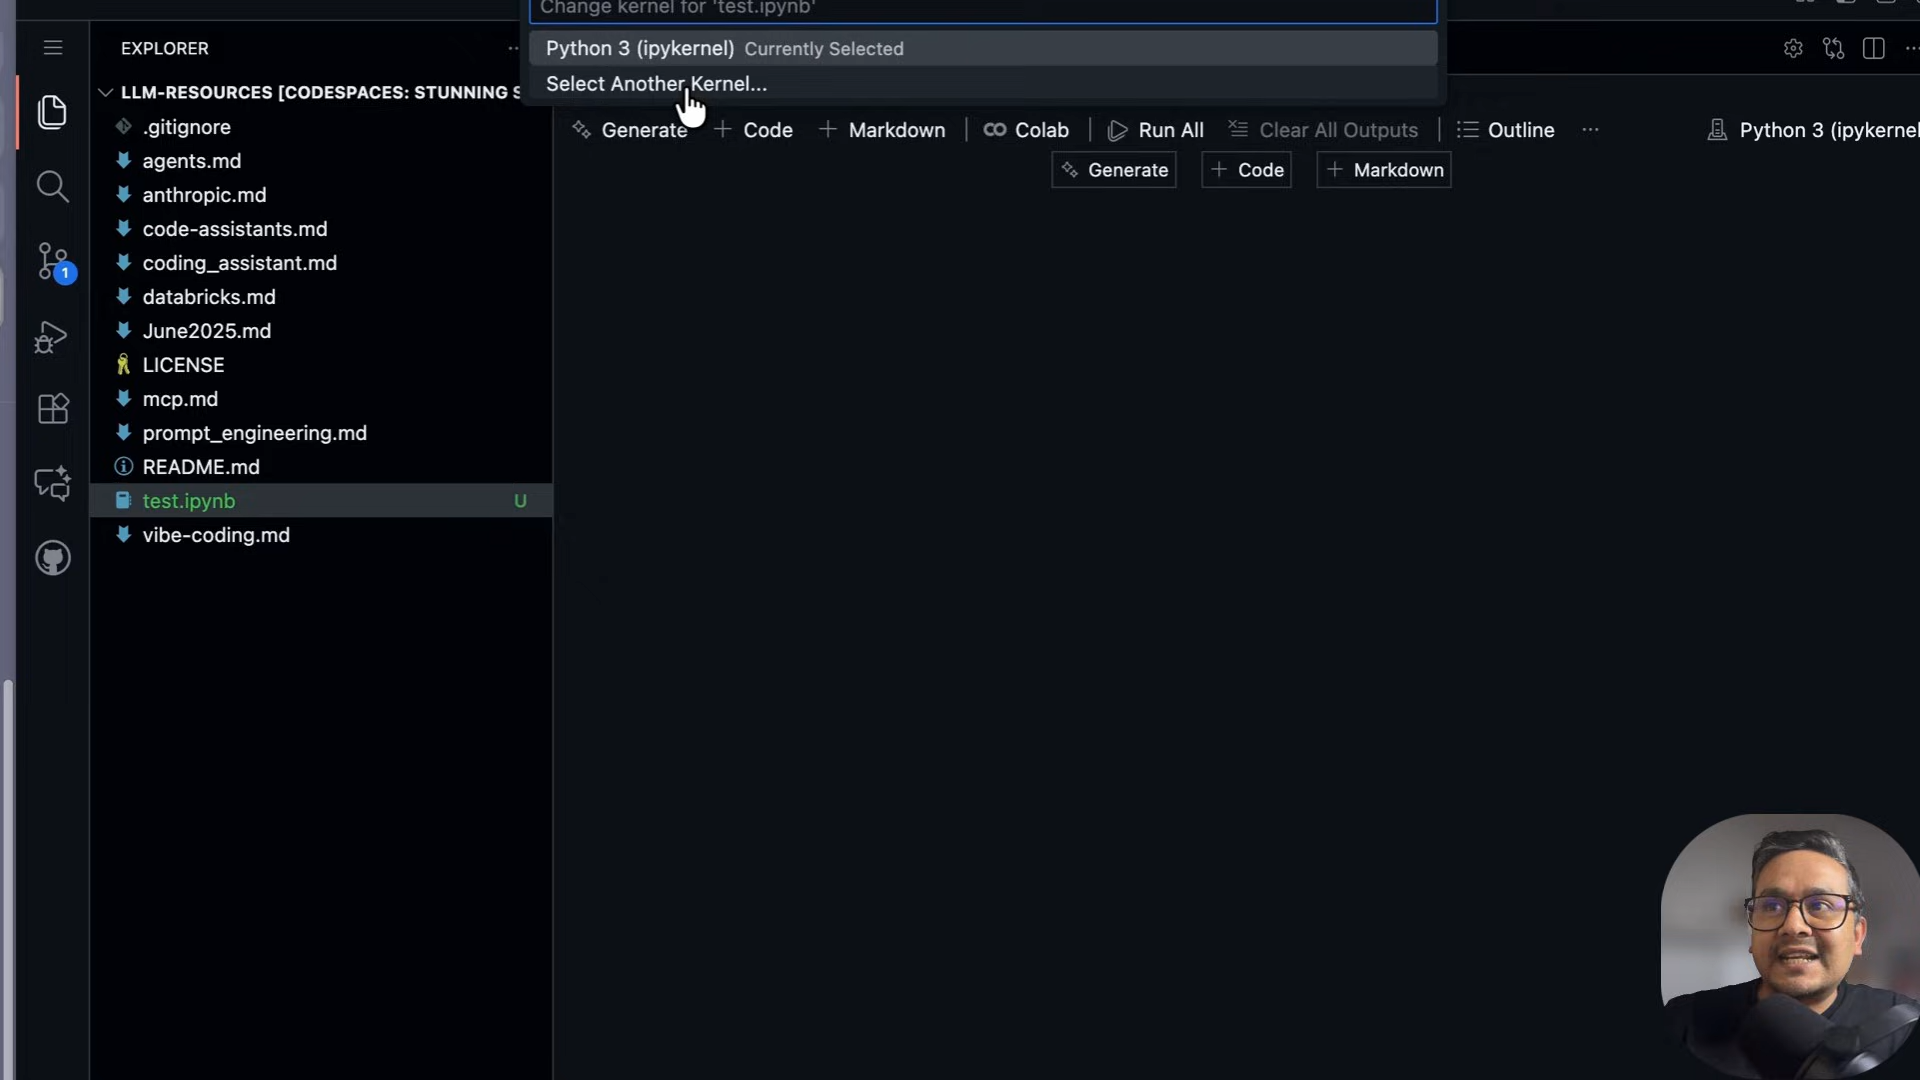 Change kernel for 'test.ipynb'
Python 3 (ipykernel) Currently Selected
Select Another Kernel...
EXPLORER
LLM-RESOURCES [CODESPACES: STUNNING S
.gitignore
agents.md
anthropic.md
code-assistants.md
coding_assistant.md
databricks.md
June2025.md
LICENSE
mcp.md
prompt_engineering.md
README.md
test.ipynb U
vibe-coding.md
1
Generate Code Markdown Colab Run All Clear All Outputs Outline ... Python 3 (ipykernel
Generate Code Markdown